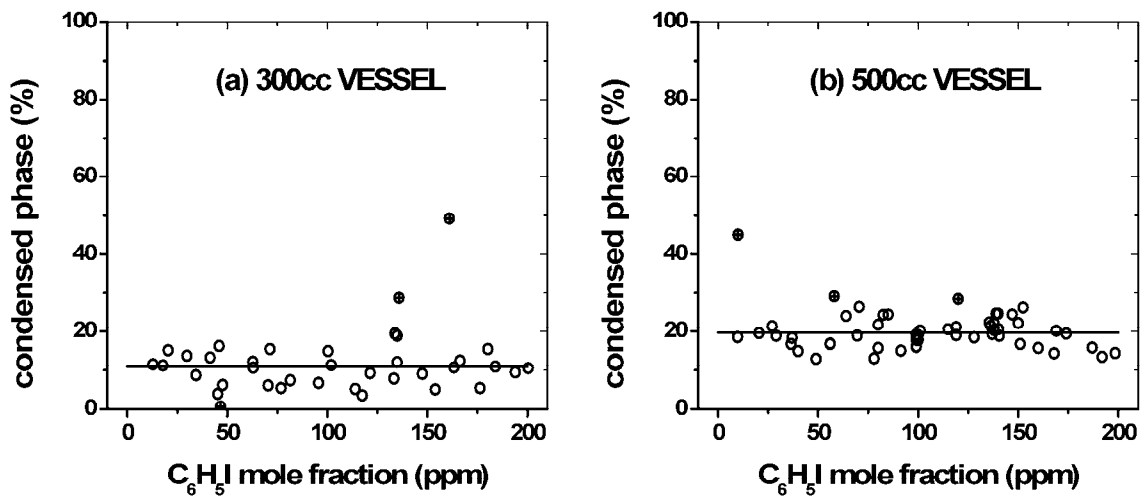 100
80
60
40
20
0
condensed phase (%)
(a) 300cc VESSEL
0 50 100 150 200
C₆H₅I mole fraction (ppm)
100
80
60
40
20
0
condensed phase (%)
(b) 500cc VESSEL
0 50 100 150 200
C₆H₅I mole fraction (ppm)